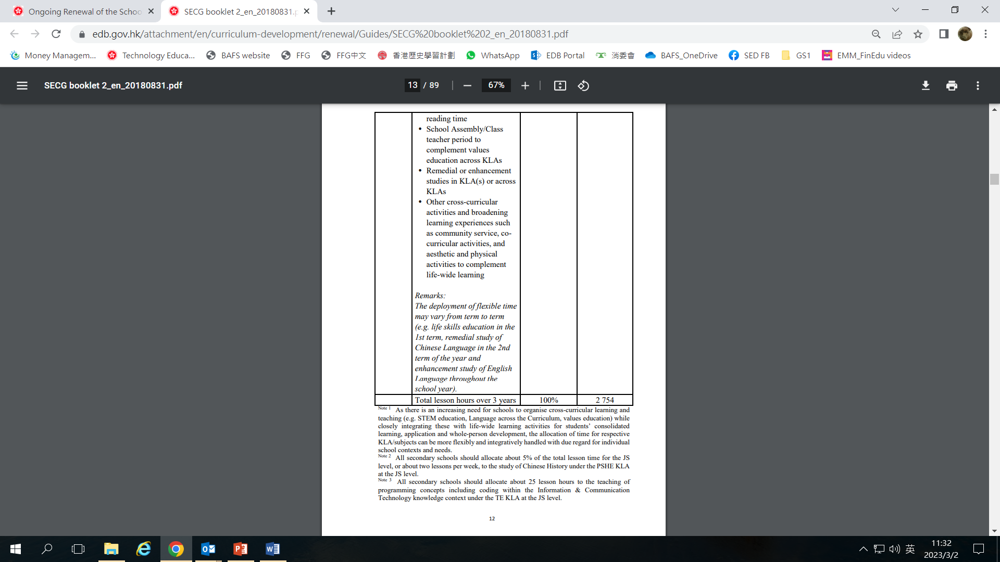 Ongoing Renewal of the Schoo
SECG booklet 2_en_20180831.p
edb.gov.hk/attachment/en/curriculum-development/renewal/Guides/SECG%20booklet%202_en_20180831.pdf
Money Managem...
Technology Educa...
BAFS website
FFG
FFG中文
香港歷史學習計劃
WhatsApp
EDB Portal
消委會
BAFS_OneDrive
SED FB
GS1
EMM_FinEdu videos
SECG booklet 2_en_20180831.pdf
13 / 89
67%
reading time
• School Assembly/Class
teacher period to
complement values
education across KLAs
• Remedial or enhancement
studies in KLA(s) or across
KLAs
• Other cross-curricular
activities and broadening
learning experiences such
as community service, co-
curricular activities, and
aesthetic and physical
activities to complement
life-wide learning
Remarks:
The deployment of flexible time
may vary from term to term
(e.g. life skills education in the
1st term, remedial study of
Chinese Language in the 2nd
term of the year and
enhancement study of English
Language throughout the
school year).
Total lesson hours over 3 years 100% 2 754
Note 1 As there is an increasing need for schools to organise cross-curricular learning and
teaching (e.g. STEM education, Language across the Curriculum, values education) while
closely integrating these with life-wide learning activities for students’ consolidated
learning, application and whole-person development, the allocation of time for respective
KLA/subjects can be more flexibly and integratively handled with due regard for individual
school contexts and needs.
Note 2 All secondary schools should allocate about 5% of the total lesson time for the JS
level, or about two lessons per week, to the study of Chinese History under the PSHE KLA
at the JS level.
Note 3 All secondary schools should allocate about 25 lesson hours to the teaching of
programming concepts including coding within the Information & Communication
Technology knowledge context under the TE KLA at the JS level.
12
英
11:32
2023/3/2